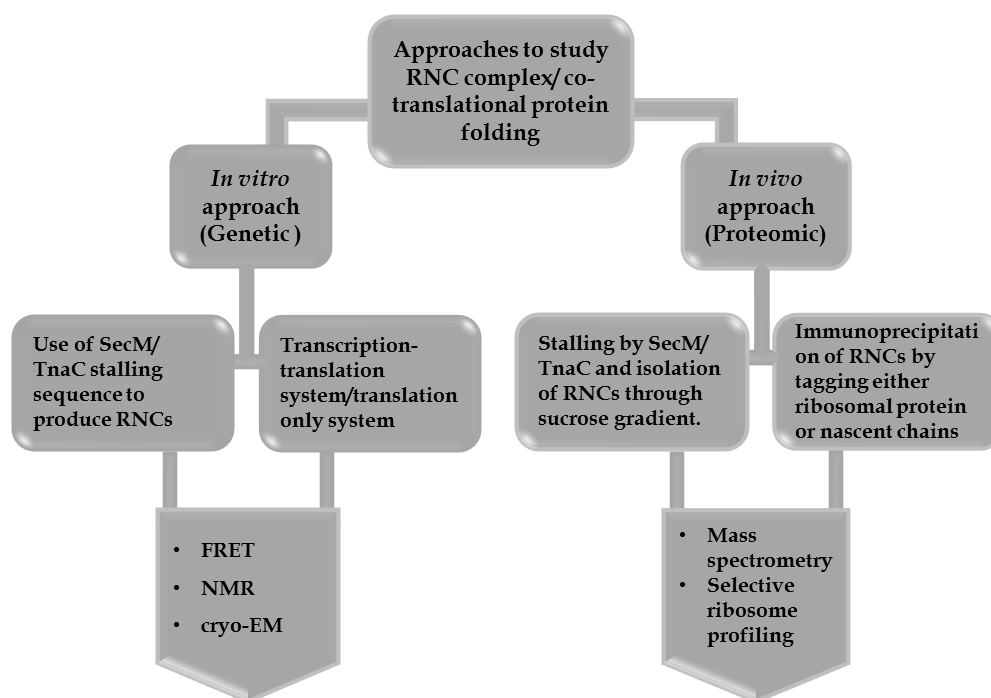 Approaches to study
RNC complex/ co-
translational protein
folding
In vitro
approach
(Genetic )
In vivo
approach
(Proteomic)
Use of SecM/
TnaC stalling
sequence to
produce RNCs
Transcription-
translation
system/translation
only system
Stalling by SecM/
TnaC and isolation
of RNCs through
sucrose gradient.
Immunoprecipitati
on of RNCs by
tagging either
ribosomal protein
or nascent chains
• FRET
• NMR
• cryo-EM
• Mass
spectrometry
• Selective
ribosome
profiling